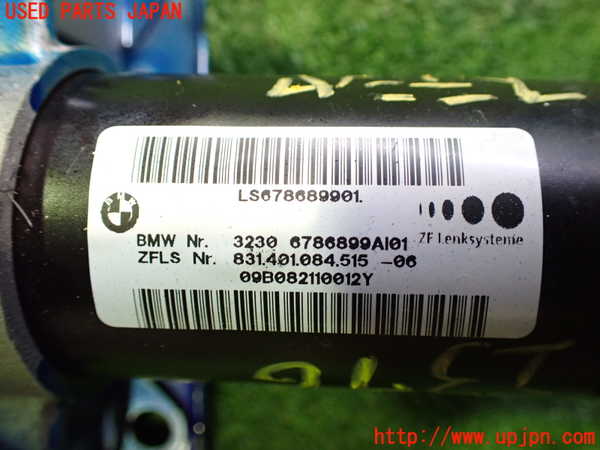 USED PARTS JAPAN
LS678689901.
BMW
BMW Nr. 3230 6786899AI01
ZFLS Nr. 831.401.084.515 -06
ZF Lenksysteme
09B082110012Y
http://www.upjpn.com/